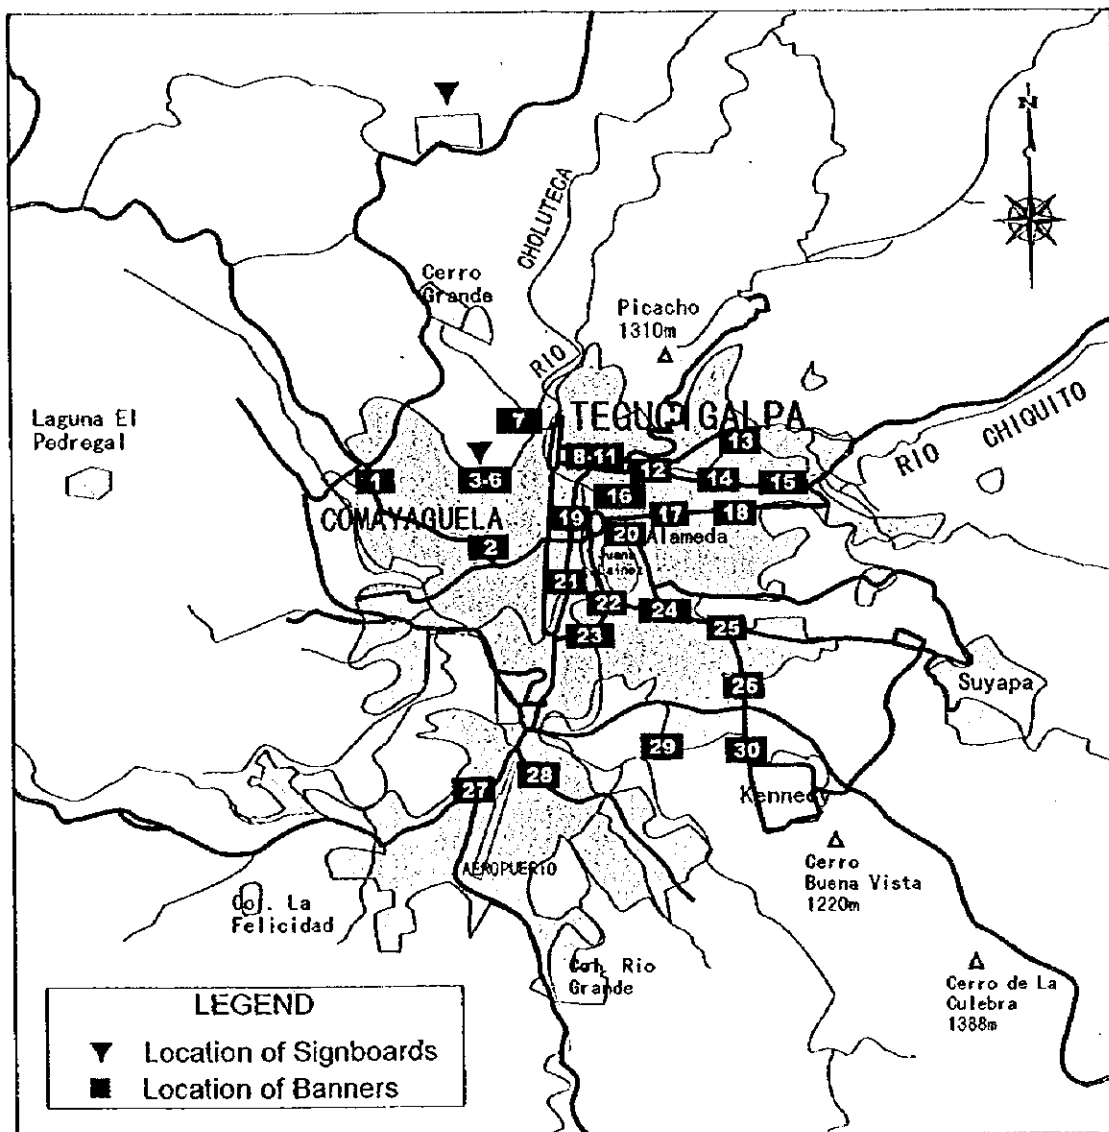 N
CHOLUTECA
Cerro
Grande
Picacho
1310m
RIO
Laguna El
Pedregal
TEGUCIGALPA
RIO CHIQUITO
7
13
8-11
12
1
3-6
14
15
16
COMAYAGUELA
19
17
18
20
Alameda
2
Juana
Lainez
21
22
24
23
25
26
Suyapa
29
30
28
27
Kennedy
Cerro
Buena Vista
1220m
AEROPUERTO
Col. La
Felicidad
Col. Rio
Grande
Cerro de La
Culebra
1388m
LEGEND
Location of Signboards
Location of Banners